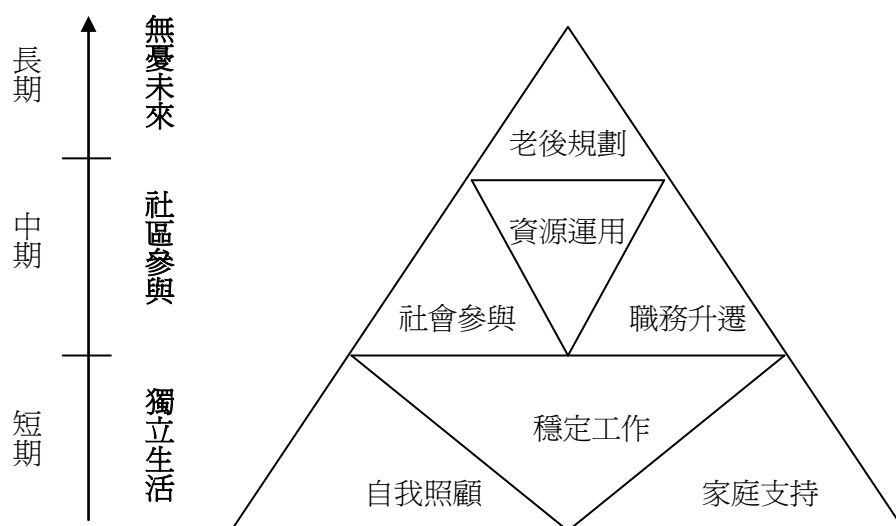 長期
無憂未來
老後規劃
中期
社區參與
資源運用
社會參與
職務升遷
短期
獨立生活
穩定工作
自我照顧
家庭支持